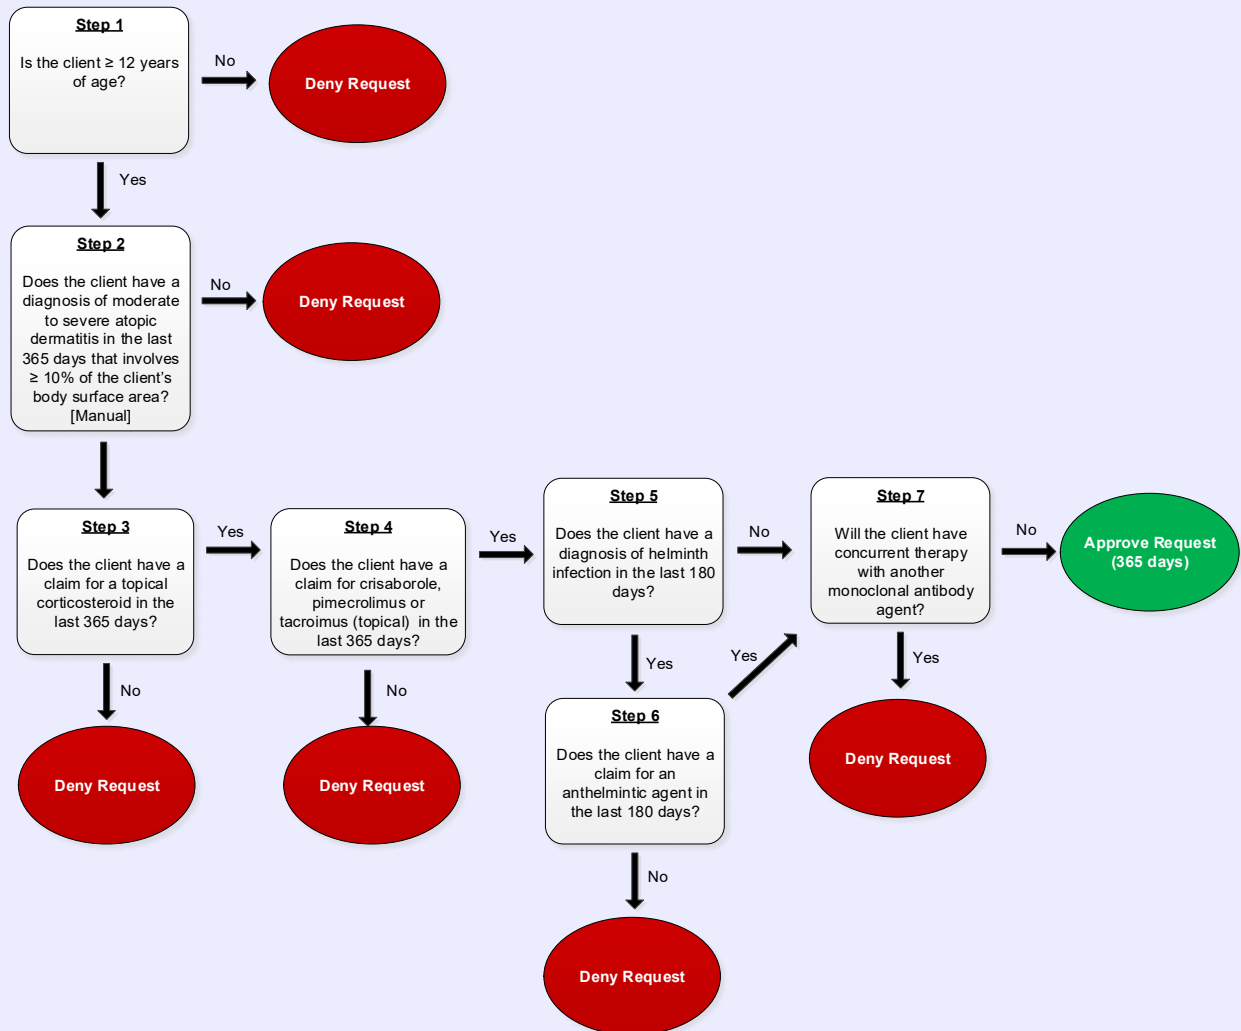 Step 1
Is the client ≥ 12 years
of age?
No
Deny Request
Yes
Step 2
Does the client have a
diagnosis of moderate
to severe atopic
dermatitis in the last
365 days that involves
≥ 10% of the client's
body surface area?
[Manual]
No
Deny Request
Step 3
Does the client have a
claim for a topical
corticosteroid in the
last 365 days?
Yes
No
Deny Request
Step 4
Does the client have a
claim for crisaborole,
pimecrolimus or
tacroimus (topical) in the
last 365 days?
Yes
No
Deny Request
Step 5
Does the client have a
diagnosis of helminth
infection in the last 180
days?
No
Yes
Step 6
Does the client have a
claim for an
anthelmintic agent in
the last 180 days?
Yes
No
Deny Request
Step 7
Will the client have
concurrent therapy
with another
monoclonal antibody
agent?
No
Yes
Deny Request
Approve Request
(365 days)